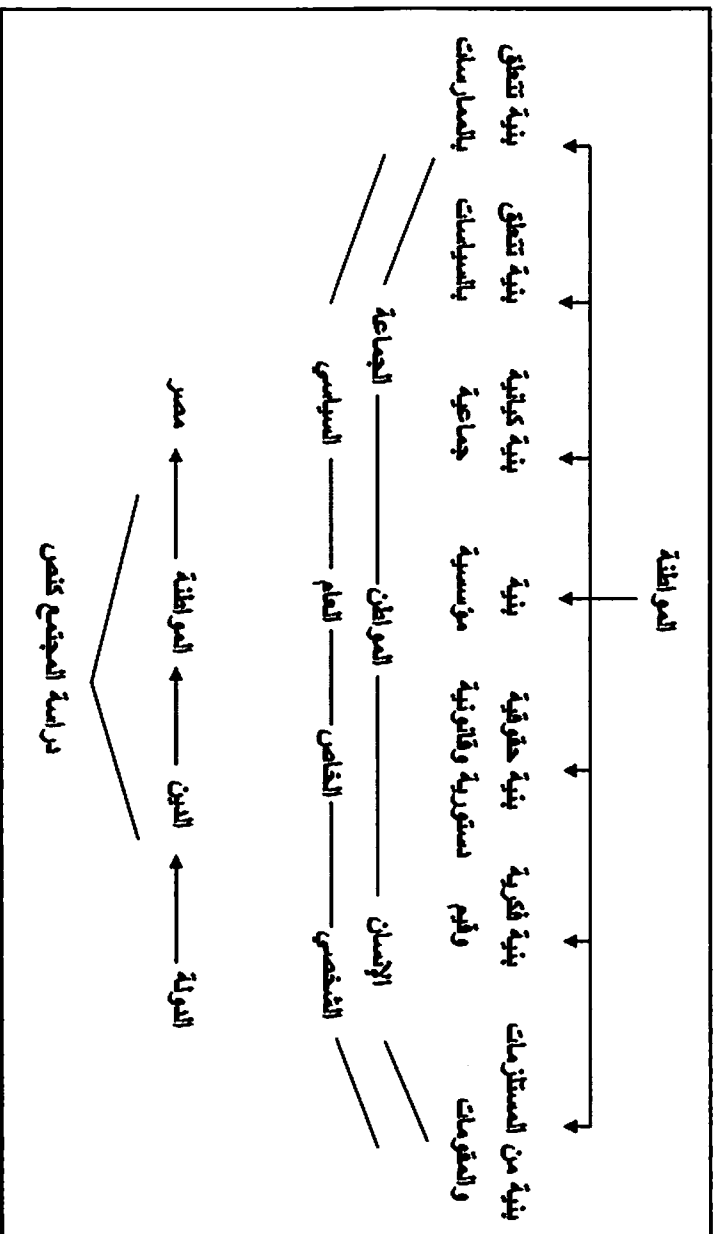 المواطنة
بنية من المستلزمات والمقومات
بنية فكرية وقيم
بنية حقوقية دستورية وقانونية
بنية مؤسسية
بنية كيانية جماعية
بنية تتعلق بالسياسات
بنية تتعلق بالممارسات
الإنسان المواطن الجماعة
الشخصي الخاص العام السياسي
الدولة الدين المواطنة مصر
دراسة المجتمع كنص